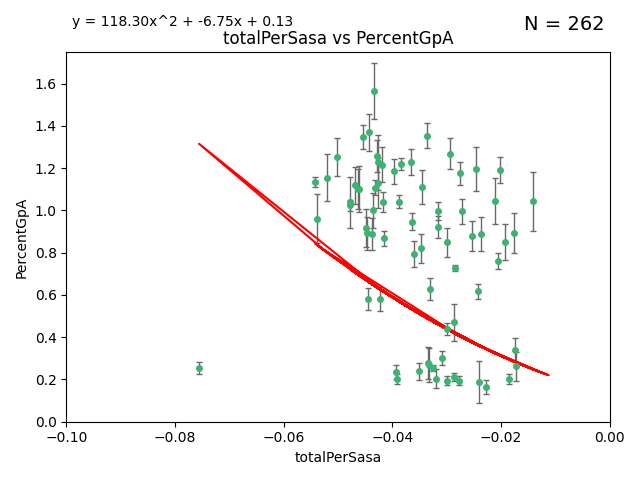 y = 118.30x^2 + -6.75x + 0.13
N = 262
totalPerSasa vs PercentGpA
PercentGpA
1.6
1.4
1.2
1.0
0.8
0.6
0.4
0.2
0.0
−0.10 −0.08 −0.06 −0.04 −0.02 0.00
totalPerSasa